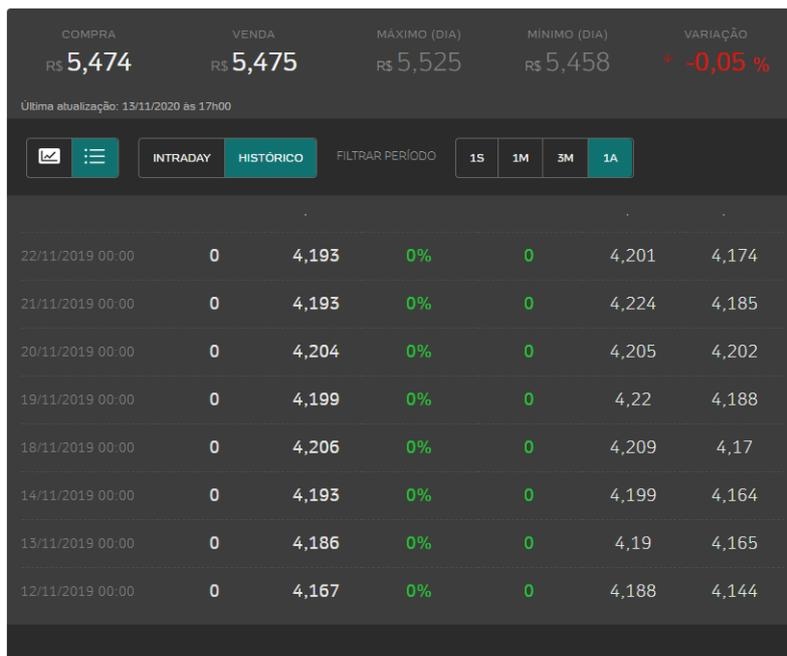 COMPRA VENDA MÁXIMO (DIA) MÍNIMO (DIA) VARIAÇÃO
R$ 5,474 R$ 5,475 R$ 5,525 R$ 5,458 -0,05 %
Última atualização: 13/11/2020 às 17h00
INTRADAY HISTÓRICO FILTRAR PERÍODO 1S 1M 3M 1A
22/11/2019 00:00 0 4,193 0% 0 4,201 4,174
21/11/2019 00:00 0 4,193 0% 0 4,224 4,185
20/11/2019 00:00 0 4,204 0% 0 4,205 4,202
19/11/2019 00:00 0 4,199 0% 0 4,22 4,188
18/11/2019 00:00 0 4,206 0% 0 4,209 4,17
14/11/2019 00:00 0 4,193 0% 0 4,199 4,164
13/11/2019 00:00 0 4,186 0% 0 4,19 4,165
12/11/2019 00:00 0 4,167 0% 0 4,188 4,144